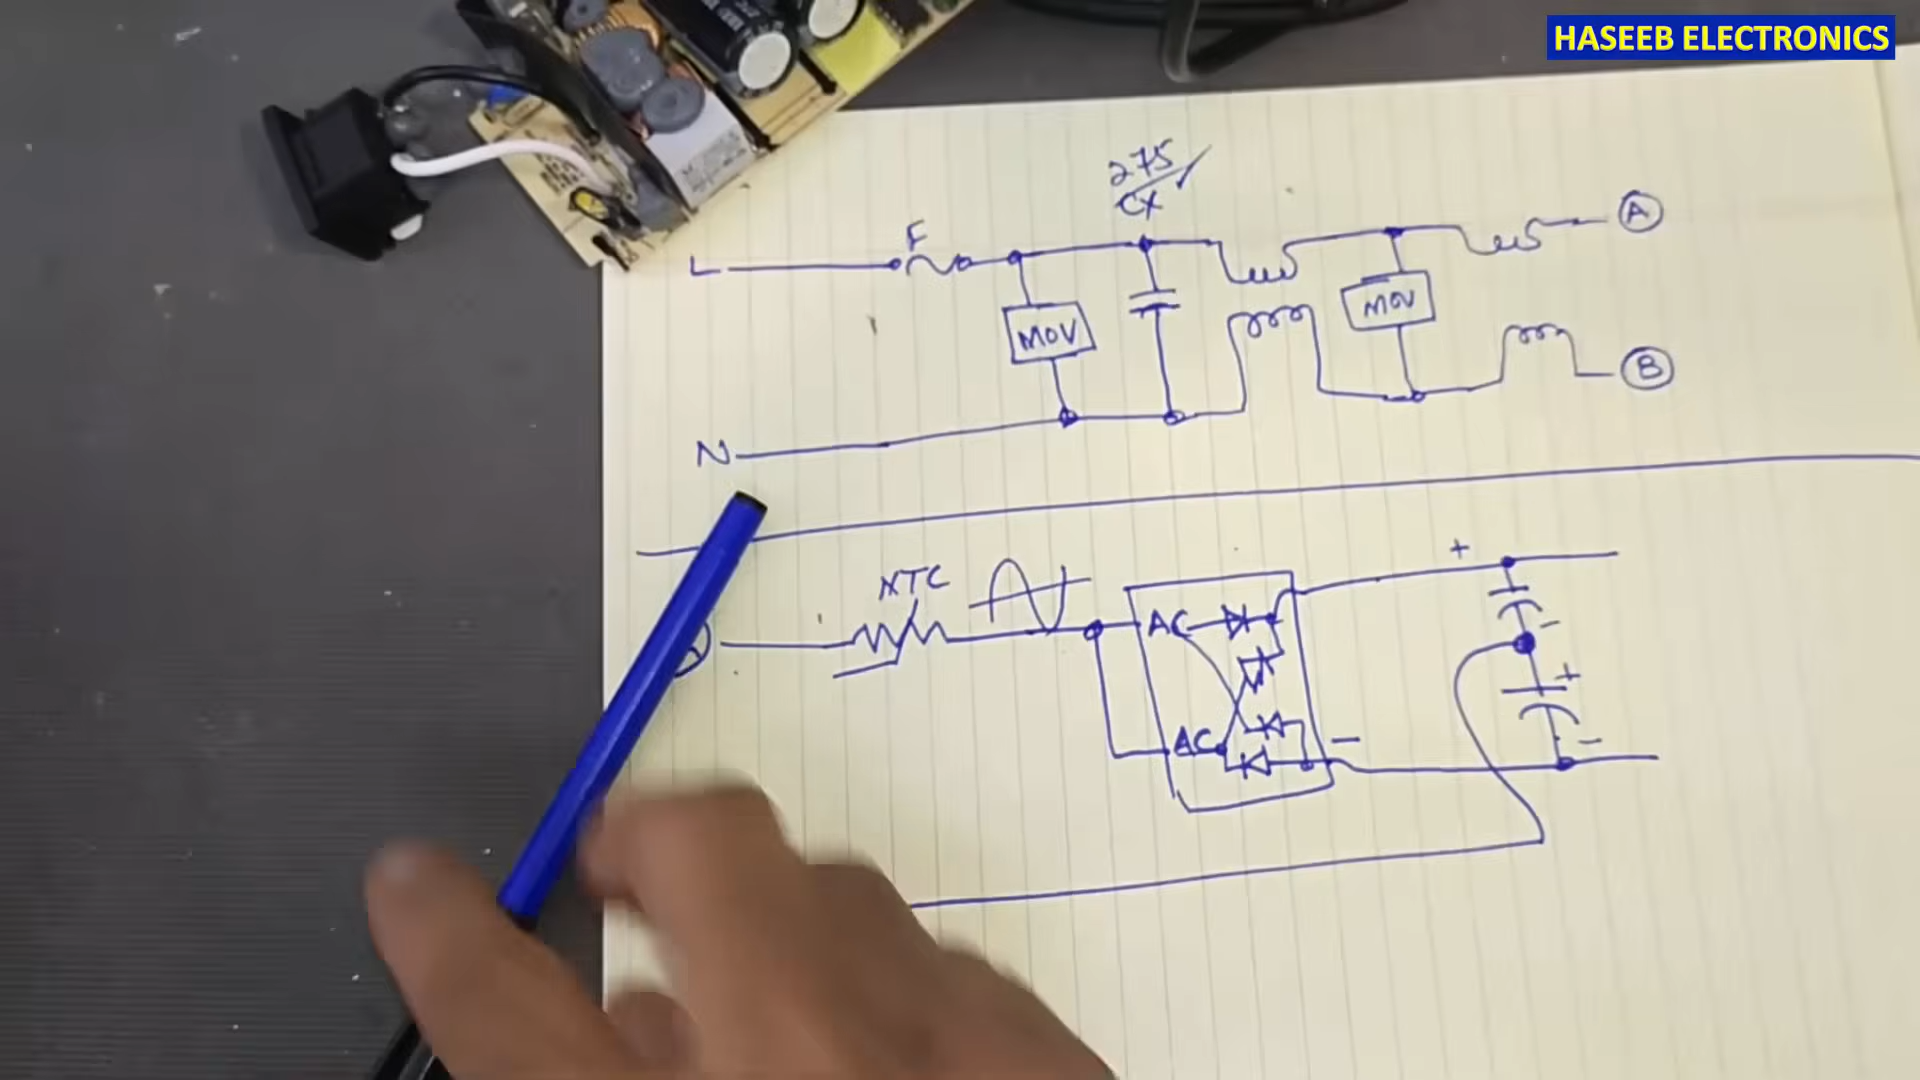 HASEEB ELECTRONICS
275
CX
F
A
L
MOV
MOV
B
N
+
NTC
AC
-
+
AC
-
-